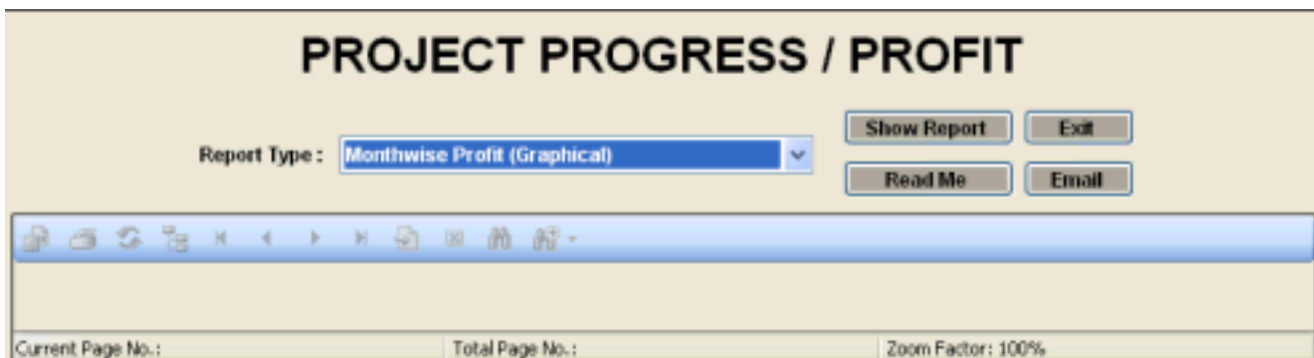 PROJECT PROGRESS / PROFIT
Show Report Exit
Report Type : Monthwise Profit (Graphical)
Read Me Email
Current Page No.: Total Page No.: Zoom Factor: 100%